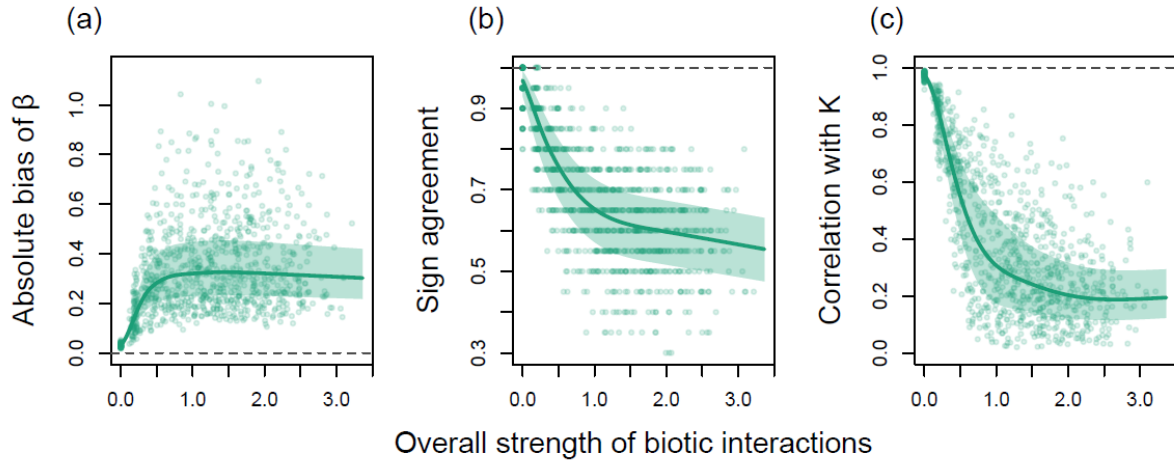 (a) (b) (c)
Absolute bias of β
0.0 0.2 0.4 0.6 0.8 1.0
0.0 1.0 2.0 3.0
Sign agreement
0.3 0.5 0.7 0.9
0.0 1.0 2.0 3.0
Correlation with K
0.0 0.2 0.4 0.6 0.8 1.0
0.0 1.0 2.0 3.0
Overall strength of biotic interactions